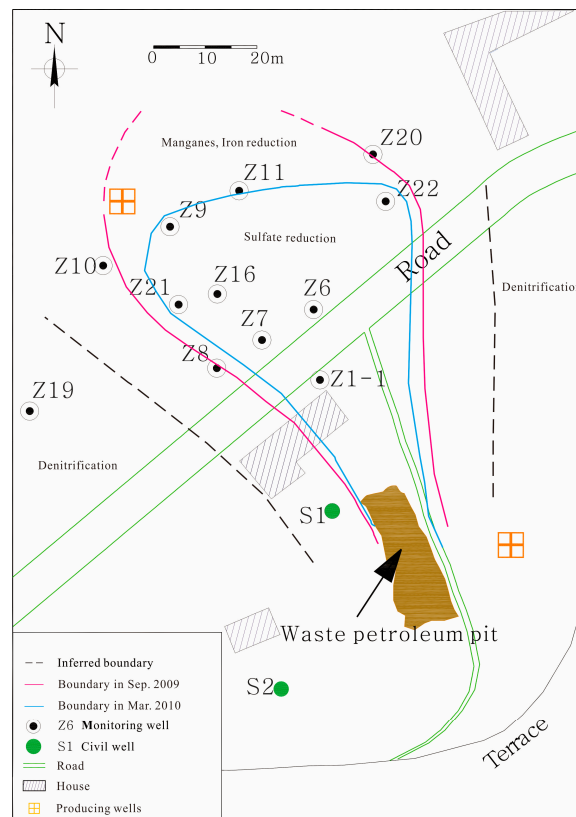 N
0 10 20m
Manganes, Iron reduction
Z20
Z11
Z22
Z9
Sulfate reduction
Road
Z10
Z16
Z21
Z6
Denitrification
Z7
Z8
Z1-1
Z19
Denitrification
S1
Waste petroleum pit
S2
Terrace
Inferred boundary
Boundary in Sep. 2009
Boundary in Mar. 2010
Z6 Monitoring well
S1 Civil well
Road
House
Producing wells